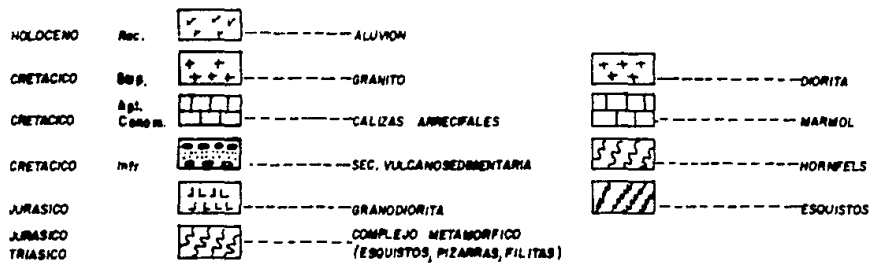 HOLOCENO Rec. ALUVION
CRETACICO Sup. GRANITO DIORITA
CRETACICO Apt. Cenom. CALIZAS ARRECIFALES MARMOL
CRETACICO Infr SEC. VULCANOSEDIMENTARIA HORNFELS
JURASICO GRANODIORITA ESQUISTOS
JURASICO COMPLEJO METAMORFICO
TRIASICO (ESQUISTOS, PIZARRAS, FILITAS)